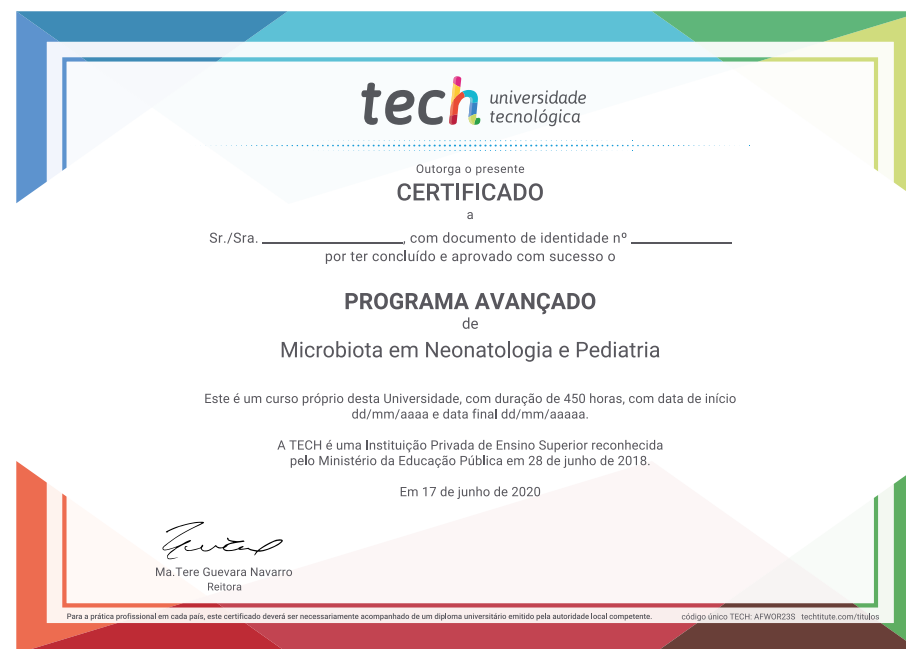 tech universidade
tecnológica
Outorga o presente
CERTIFICADO
a
Sr./Sra. , com documento de identidade nº
por ter concluído e aprovado com sucesso o
PROGRAMA AVANÇADO
de
Microbiota em Neonatologia e Pediatria
Este é um curso próprio desta Universidade, com duração de 450 horas, com data de início
dd/mm/aaaa e data final dd/mm/aaaaa.
A TECH é uma Instituição Privada de Ensino Superior reconhecida
pelo Ministério da Educação Pública em 28 de junho de 2018.
Em 17 de junho de 2020
Ma.Tere Guevara Navarro
Reitora
Para a prática profissional em cada país, este certificado deverá ser necessariamente acompanhado de um diploma universitário emitido pela autoridade local competente. código único TECH: AFWOR23S techtitute.com/titulos